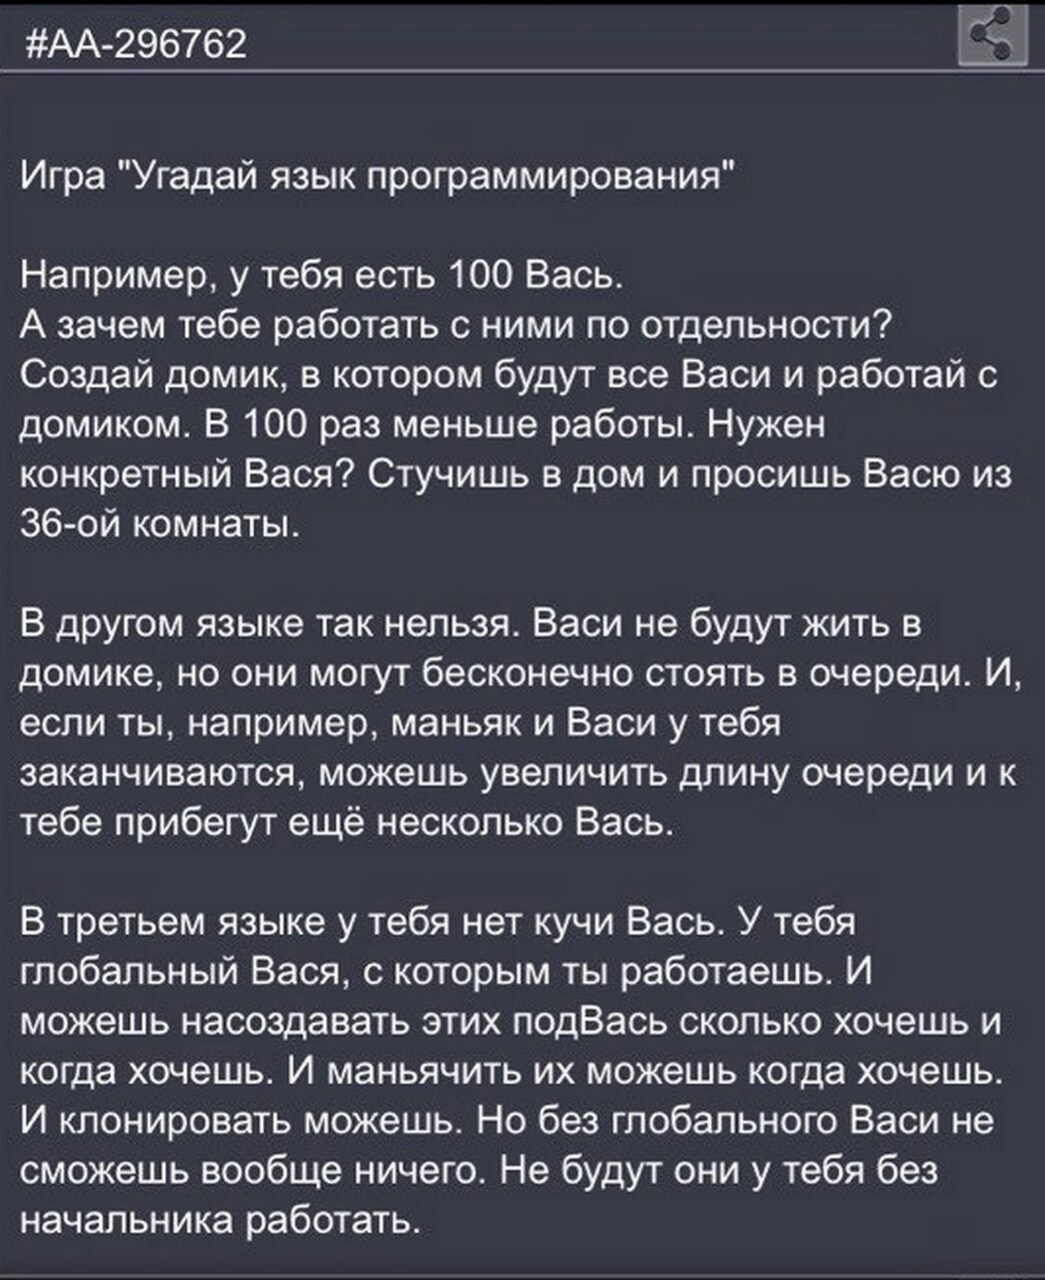 #AA-296762
Игра "Угадай язык программирования"
Например, у тебя есть 100 Вась.
А зачем тебе работать с ними по отдельности?
Создай домик, в котором будут все Васи и работай с
домиком. В 100 раз меньше работы. Нужен
конкретный Вася? Стучишь в дом и просишь Васю из
36-ой комнаты.
В другом языке так нельзя. Васи не будут жить в
домике, но они могут бесконечно стоять в очереди. И,
если ты, например, маньяк и Васи у тебя
заканчиваются, можешь увеличить длину очереди и к
тебе прибегут ещё несколько Вась.
В третьем языке у тебя нет кучи Вась. У тебя
глобальный Вася, с которым ты работаешь. И
можешь насоздавать этих подВась сколько хочешь и
когда хочешь. И маньячить их можешь когда хочешь.
И клонировать можешь. Но без глобального Васи не
сможешь вообще ничего. Не будут они у тебя без
начальника работать.